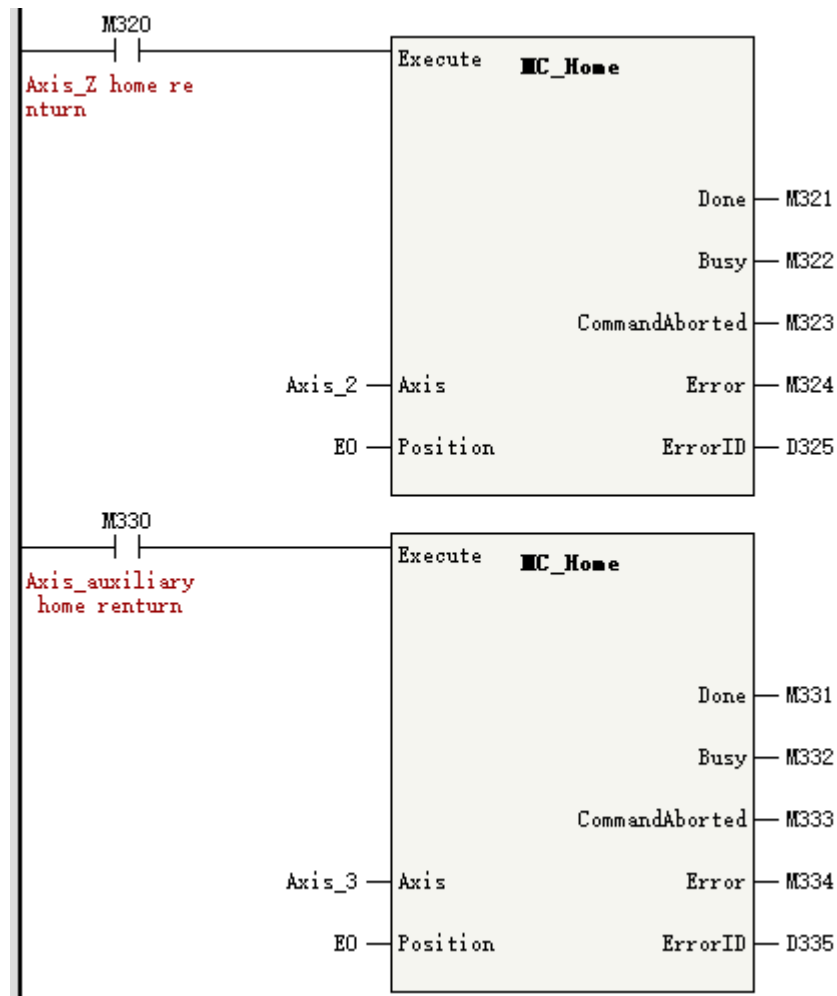 M320
Axis_Z home re
nturn
Execute MC_Home
Done M321
Busy M322
CommandAborted M323
Axis_2 Axis Error M324
E0 Position ErrorID D325
M330
Axis_auxiliary
home renturn
Execute MC_Home
Done M331
Busy M332
CommandAborted M333
Axis_3 Axis Error M334
E0 Position ErrorID D335